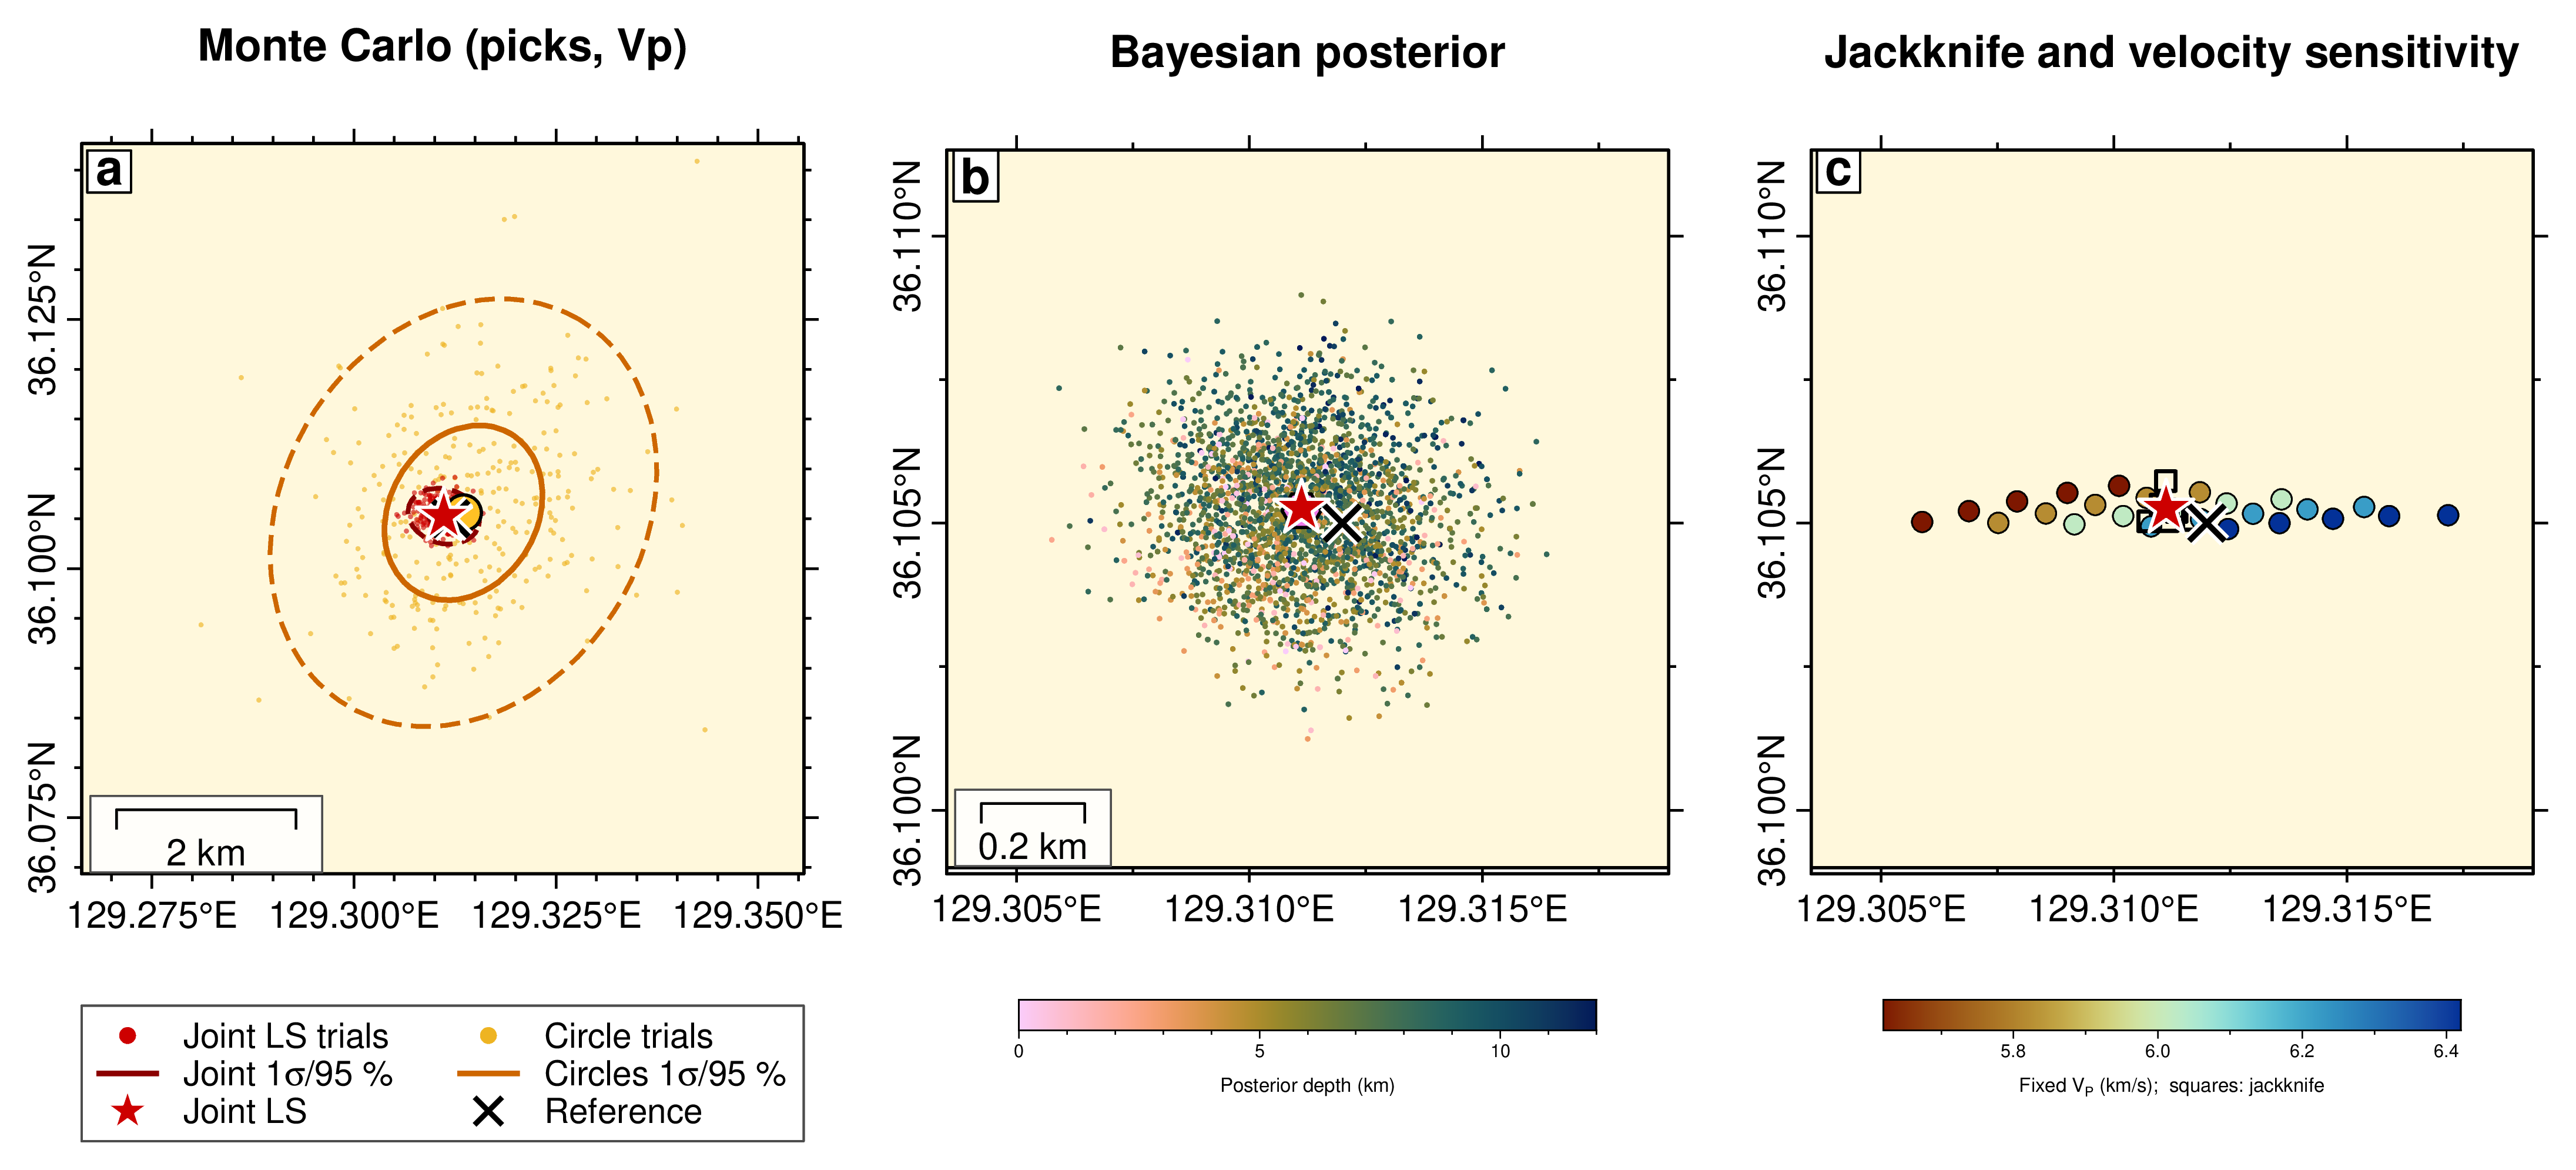 Monte Carlo (picks, Vp)
a
36.125°N
36.100°N
36.075°N
2 km
129.275°E 129.300°E 129.325°E 129.350°E
Joint LS trials Circle trials
Joint 1σ/95 % Circles 1σ/95 %
Joint LS Reference
Bayesian posterior
b
36.110°N
36.105°N
36.100°N
0.2 km
129.305°E 129.310°E 129.315°E
0 5 10
Posterior depth (km)
Jackknife and velocity sensitivity
c
36.110°N
36.105°N
36.100°N
129.305°E 129.310°E 129.315°E
5.8 6.0 6.2 6.4
Fixed VP (km/s); squares: jackknife